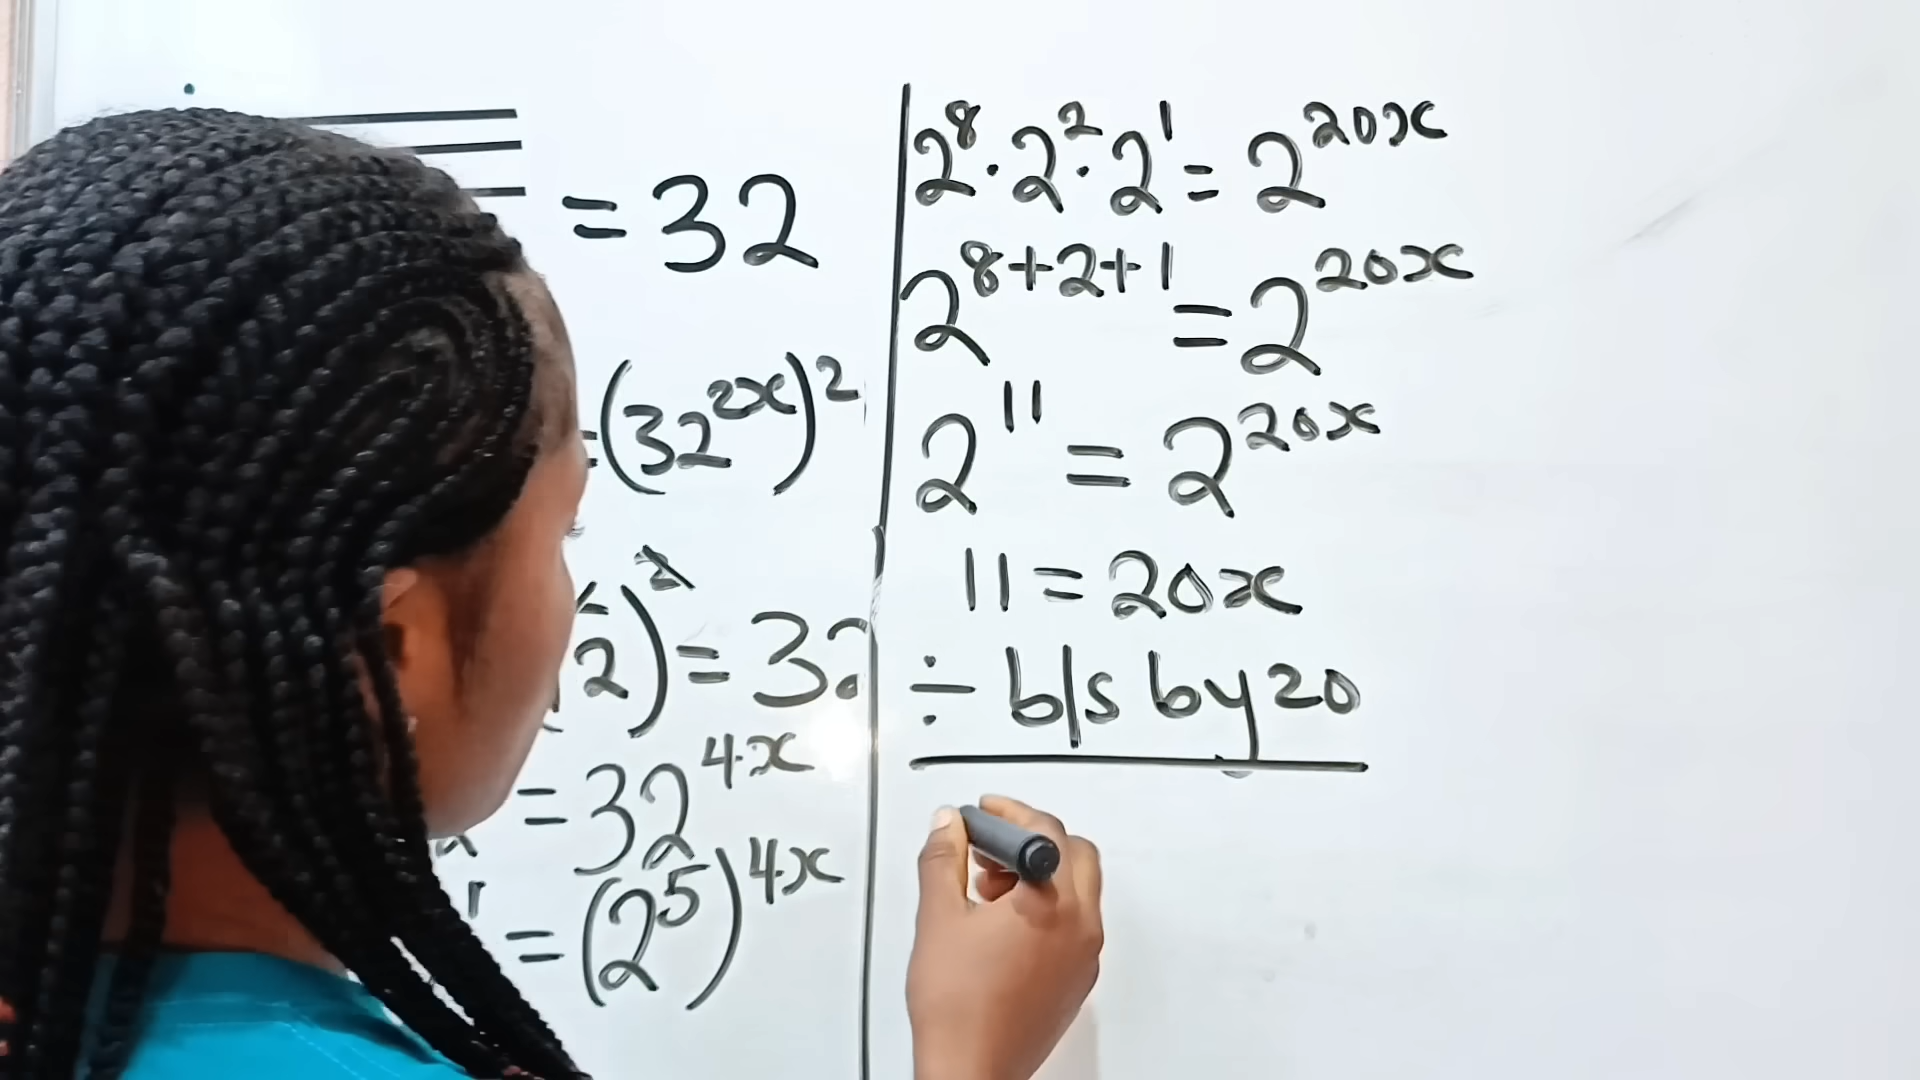 = 32
=(32^2x)^2
2)^2 = 32
= 32^4x
= (2^5)^4x
2^8 · 2^2 · 2^1 = 2^20x
2^8+2+1 = 2^20x
2^11 = 2^20x
11 = 20x
÷ b/s by 20